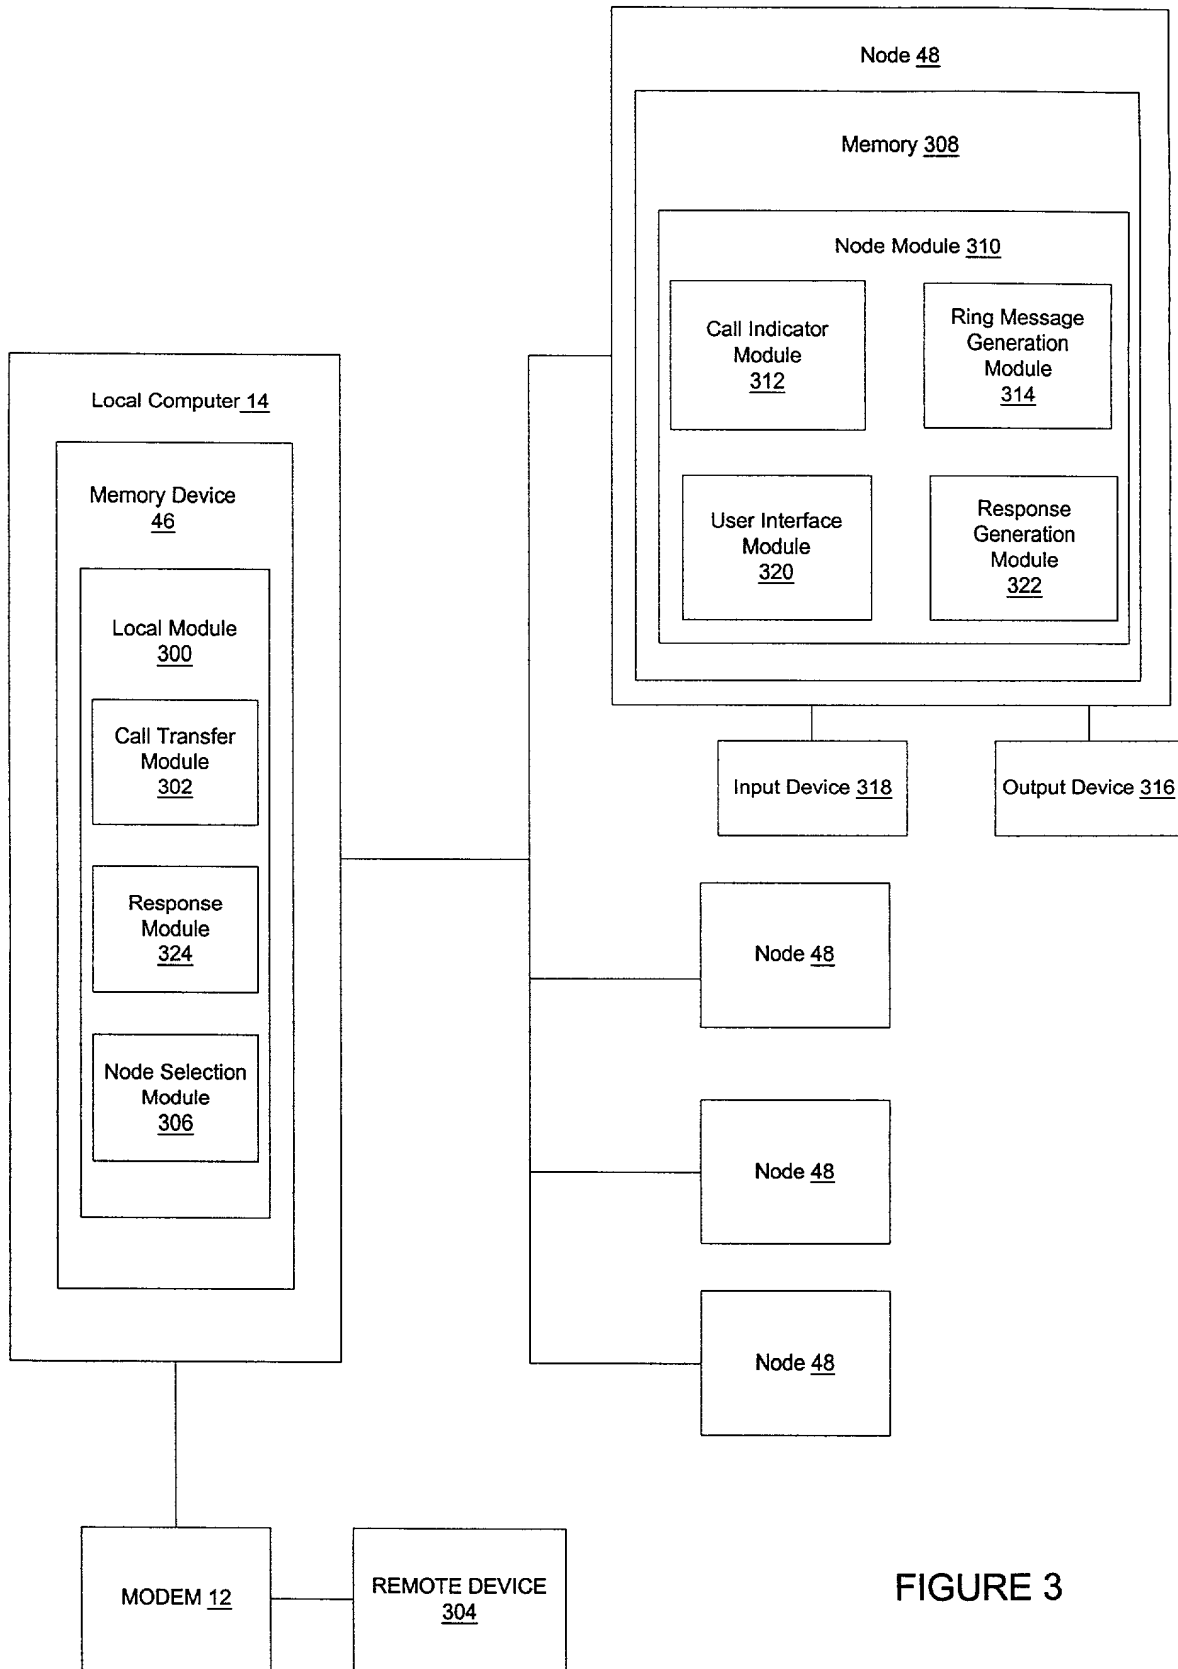 Node 48
Memory 308
Node Module 310
Call Indicator
Module
312
Ring Message
Generation
Module
314
User Interface
Module
320
Response
Generation
Module
322
Input Device 318
Output Device 316
Local Computer 14
Memory Device
46
Local Module
300
Call Transfer
Module
302
Response
Module
324
Node Selection
Module
306
Node 48
Node 48
Node 48
MODEM 12
REMOTE DEVICE
304
FIGURE 3